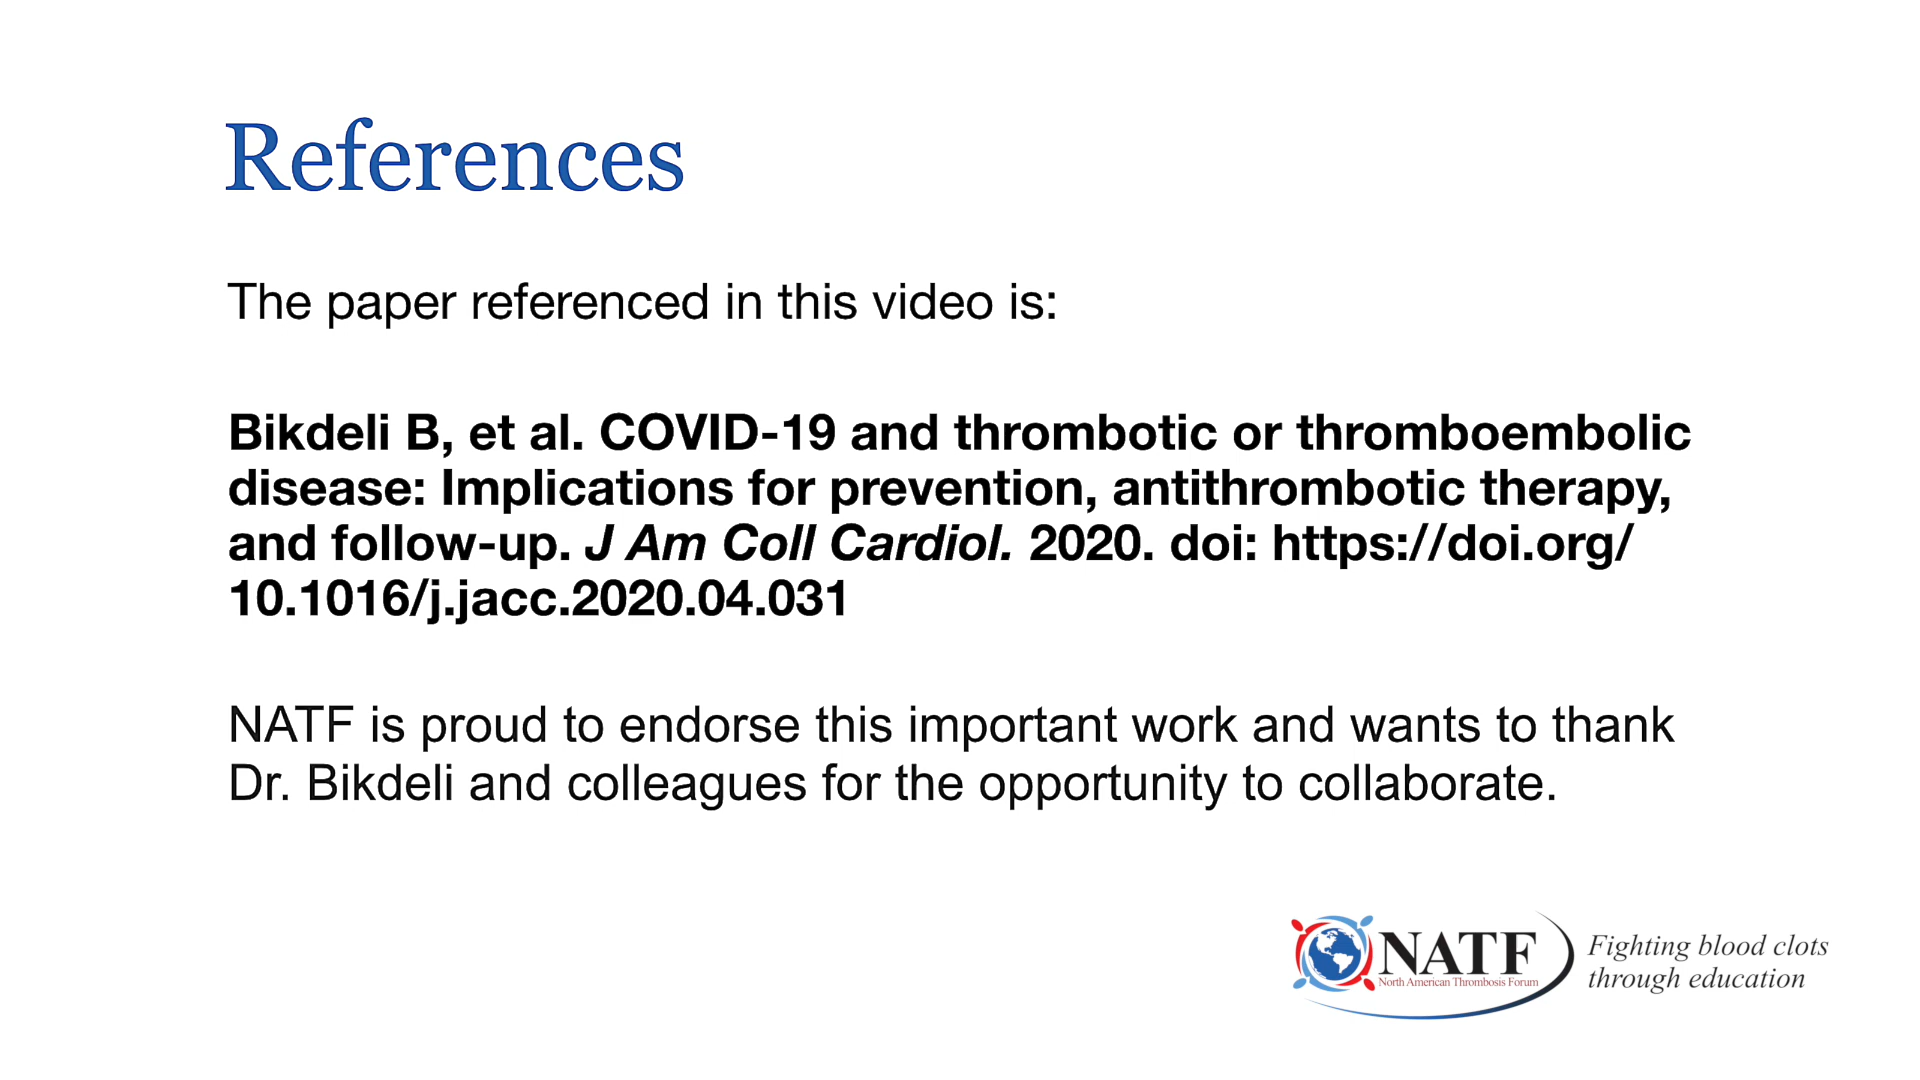 References
The paper referenced in this video is:
Bikdeli B, et al. COVID-19 and thrombotic or thromboembolic
disease: Implications for prevention, antithrombotic therapy,
and follow-up. J Am Coll Cardiol. 2020. doi: https://doi.org/
10.1016/j.jacc.2020.04.031
NATF is proud to endorse this important work and wants to thank
Dr. Bikdeli and colleagues for the opportunity to collaborate.
NATF
North American Thrombosis Forum
Fighting blood clots
through education